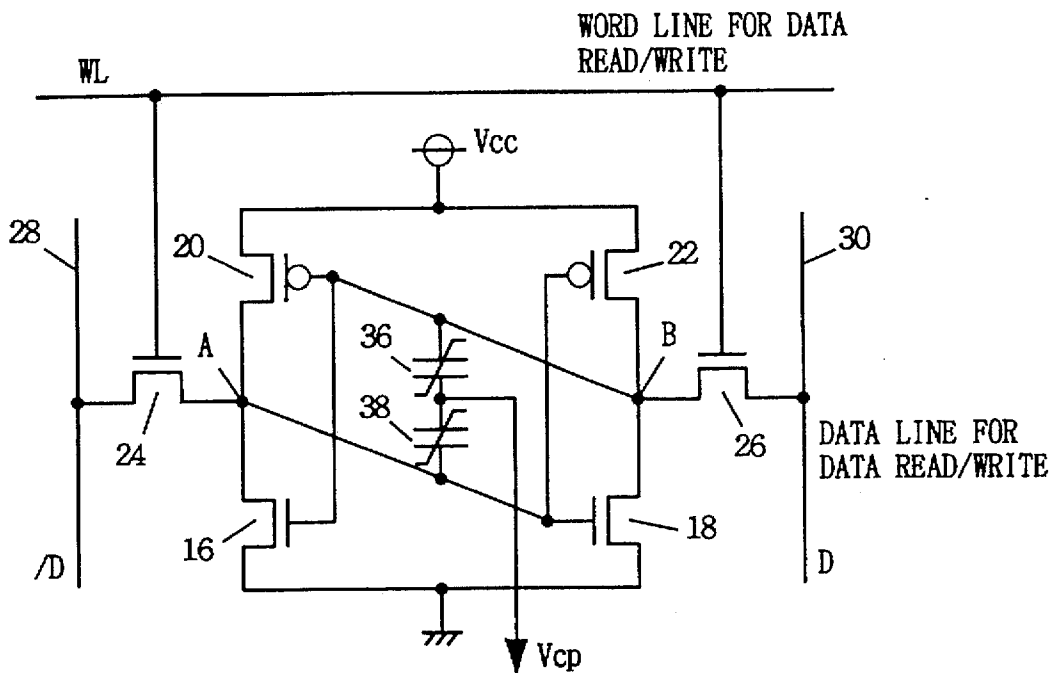 WORD LINE FOR DATA
READ/WRITE
WL
Vcc
28
20
22
30
A
36
B
38
24
26
DATA LINE FOR
DATA READ/WRITE
16
18
/D
D
Vcp